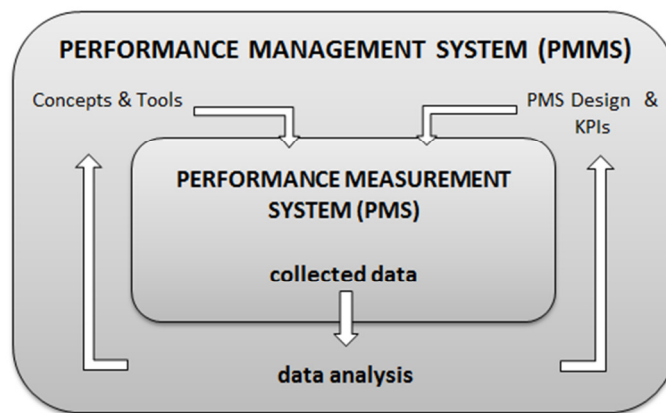 PERFORMANCE MANAGEMENT SYSTEM (PMMS)
Concepts & Tools
PMS Design &
KPIs
PERFORMANCE MEASUREMENT
SYSTEM (PMS)
collected data
data analysis